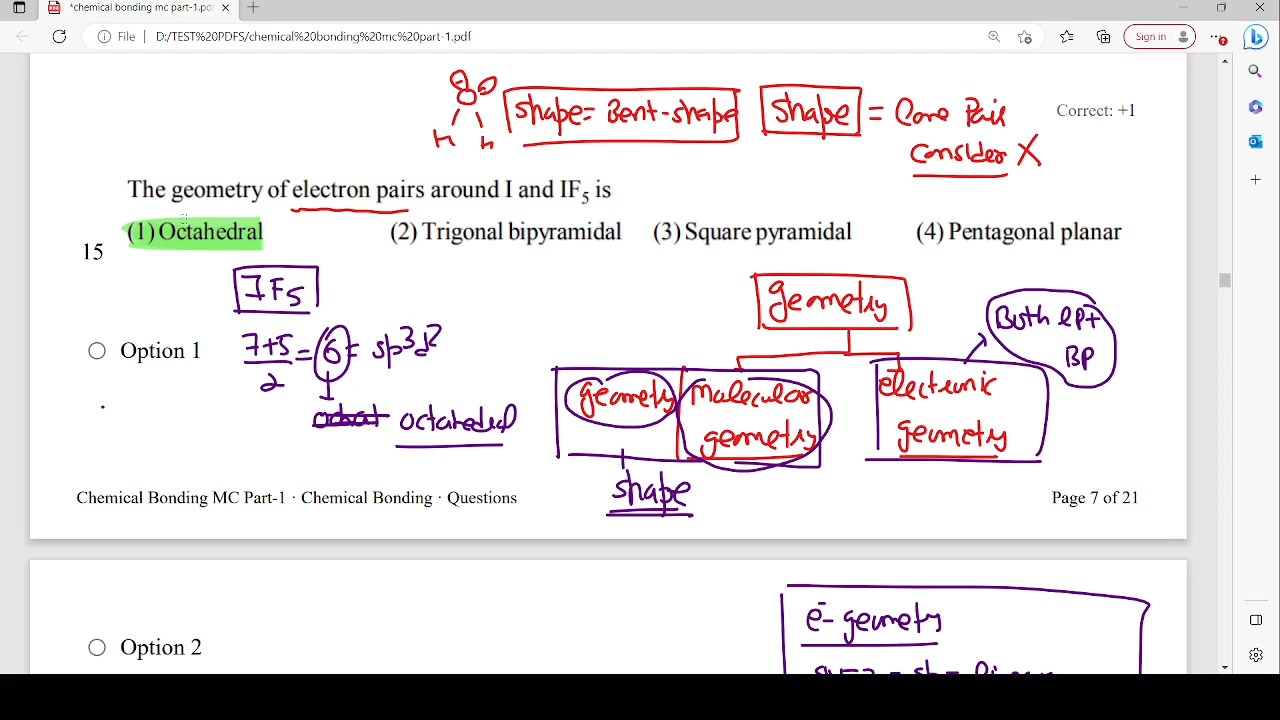 *chemical bonding mc part-1.pdf
File D:/TEST%20PDFS/chemical%20bonding%20mc%20part-1.pdf
Sign in
H H
shape= Bent-shape
shape = Lone Pair
consider X
Correct: +1
The geometry of electron pairs around I and IF5 is
(1) Octahedral (2) Trigonal bipyramidal (3) Square pyramidal (4) Pentagonal planar
15
IF5
geometry
Both lP+
BP
Option 1
7+5/2 = 6 = sp3d2
octahedral
geometry
Molecular
geometry
electronic
geometry
shape
Chemical Bonding MC Part-1 · Chemical Bonding · Questions
Page 7 of 21
e- geometry
Option 2